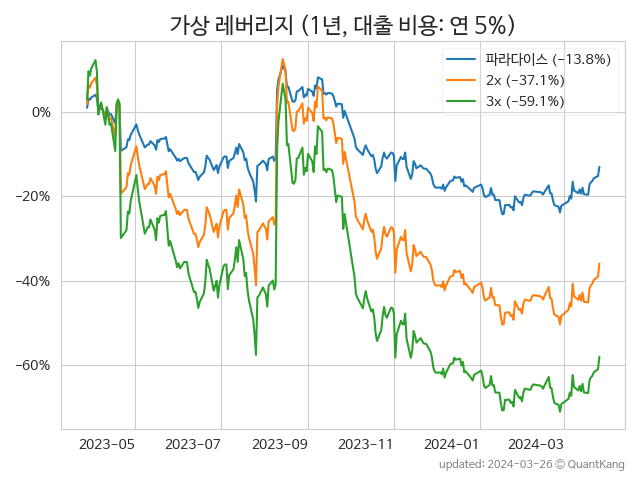 가상 레버리지 (1년, 대출 비용: 연 5%)
파라다이스 (−13.8%)
2x (−37.1%)
3x (−59.1%)
0%
−20%
−40%
−60%
2023-05 2023-07 2023-09 2023-11 2024-01 2024-03
updated: 2024-03-26 © QuantKang